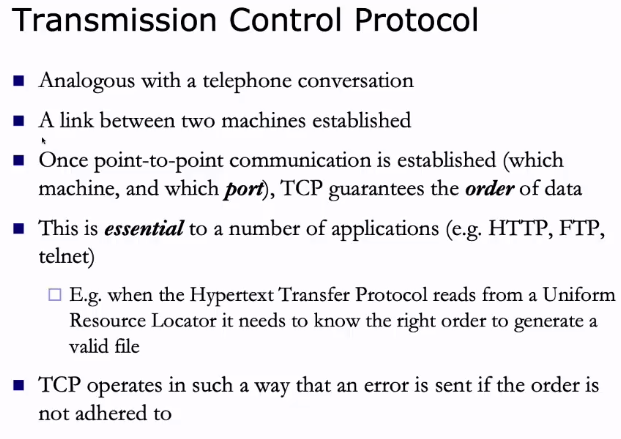 Transmission Control Protocol
Analogous with a telephone conversation
A link between two machines established
Once point-to-point communication is established (which
machine, and which port), TCP guarantees the order of data
This is essential to a number of applications (e.g. HTTP, FTP,
telnet)
E.g. when the Hypertext Transfer Protocol reads from a Uniform
Resource Locator it needs to know the right order to generate a
valid file
TCP operates in such a way that an error is sent if the order is
not adhered to